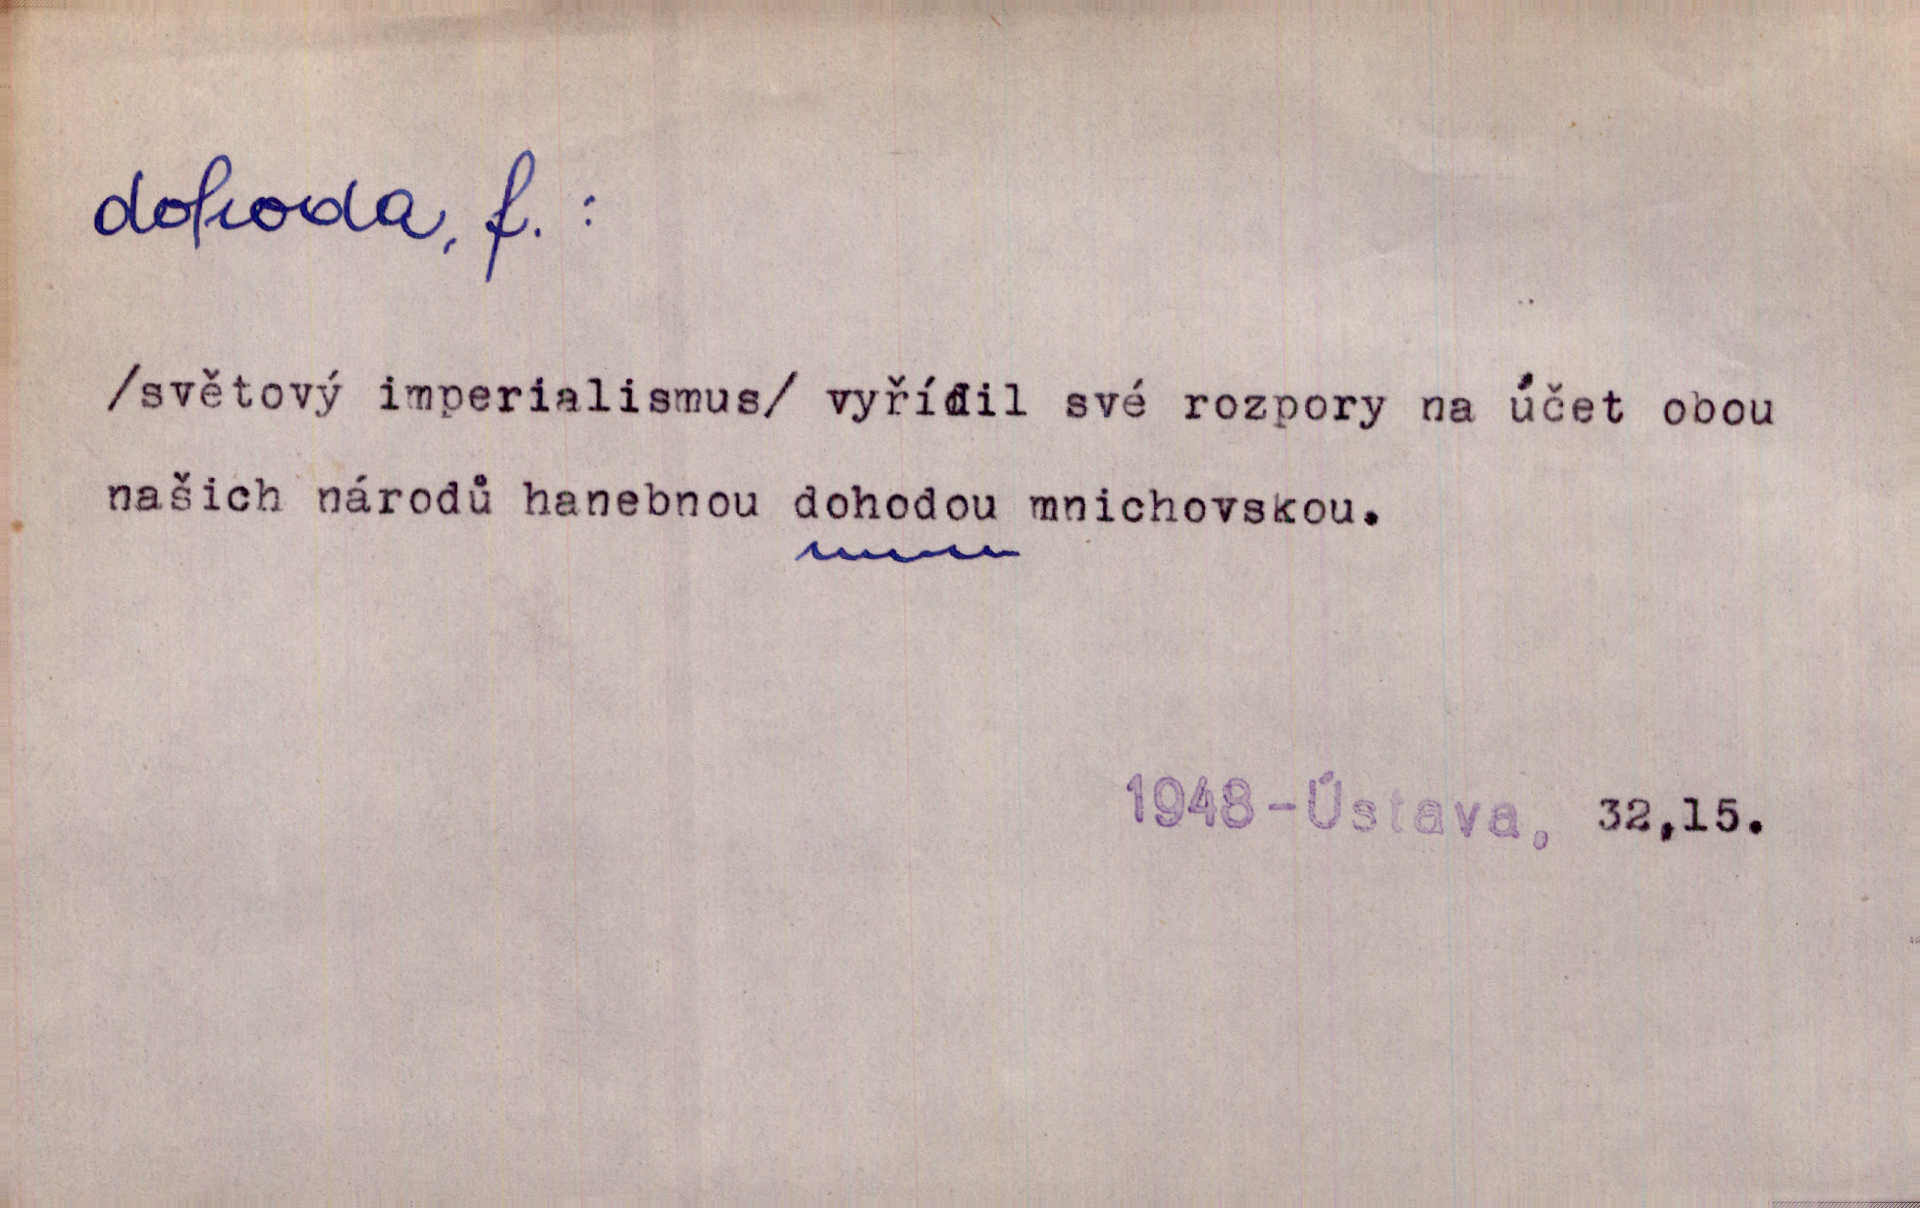 dohoda, f. :
/světový imperialismus/ vyřídil své rozpory na účet obou
našich národů hanebnou dohodou mnichovskou.
1948-Ústava, 32,15.